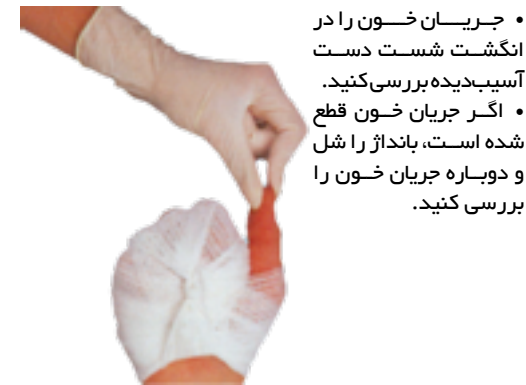 • جریان خون را در
انگشت شست دست
آسیب‌دیده بررسی کنید.
• اگر جریان خون قطع
شده است، بانداژ را شل
و دوباره جریان خون را
بررسی کنید.